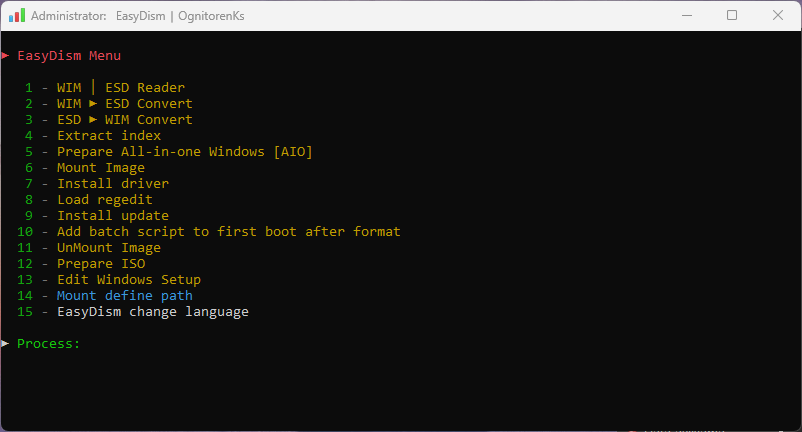 Administrator: EasyDism | OgnitorenKs
► EasyDism Menu
1 - WIM │ ESD Reader
2 - WIM ► ESD Convert
3 - ESD ► WIM Convert
4 - Extract index
5 - Prepare All-in-one Windows [AIO]
6 - Mount Image
7 - Install driver
8 - Load regedit
9 - Install update
10 - Add batch script to first boot after format
11 - UnMount Image
12 - Prepare ISO
13 - Edit Windows Setup
14 - Mount define path
15 - EasyDism change language
► Process: